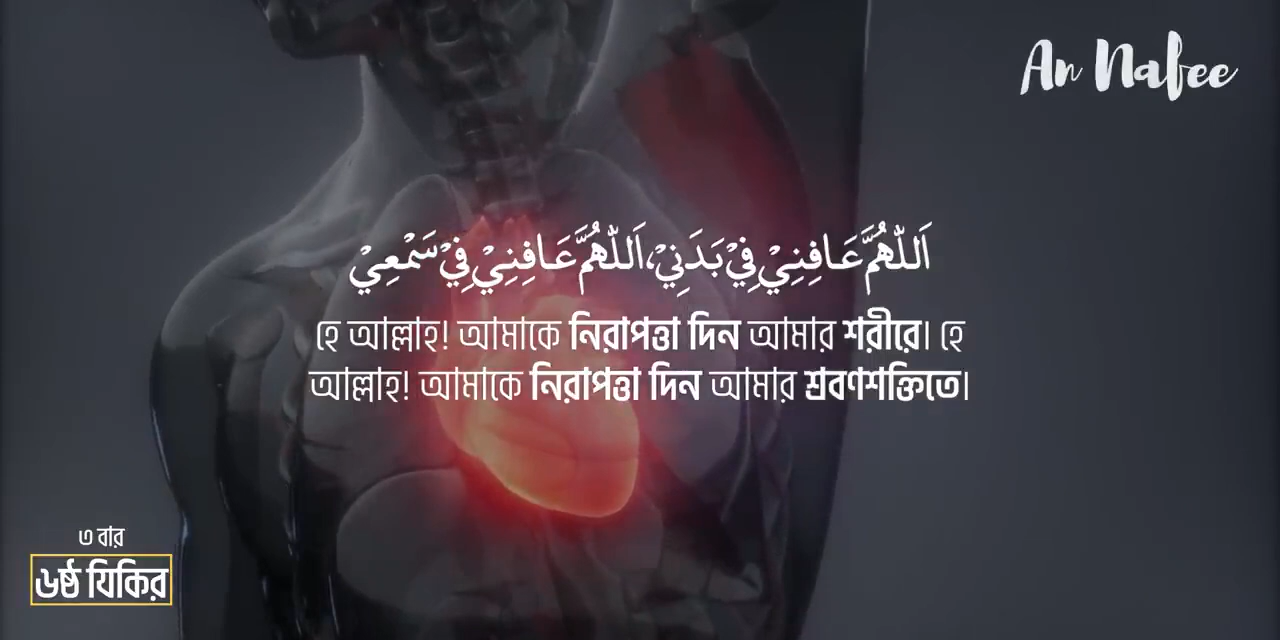 An Nafee
اَللّٰهُمَّ عَافِنِيْ فِيْ بَدَنِيْ، اَللّٰهُمَّ عَافِنِيْ فِيْ سَمْعِيْ
হে আল্লাহ! আমাকে নিরাপত্তা দিন আমার শরীরে। হে
আল্লাহ! আমাকে নিরাপত্তা দিন আমার শ্রবণশক্তিতে।
৩ বার
৬ষ্ঠ যিকির